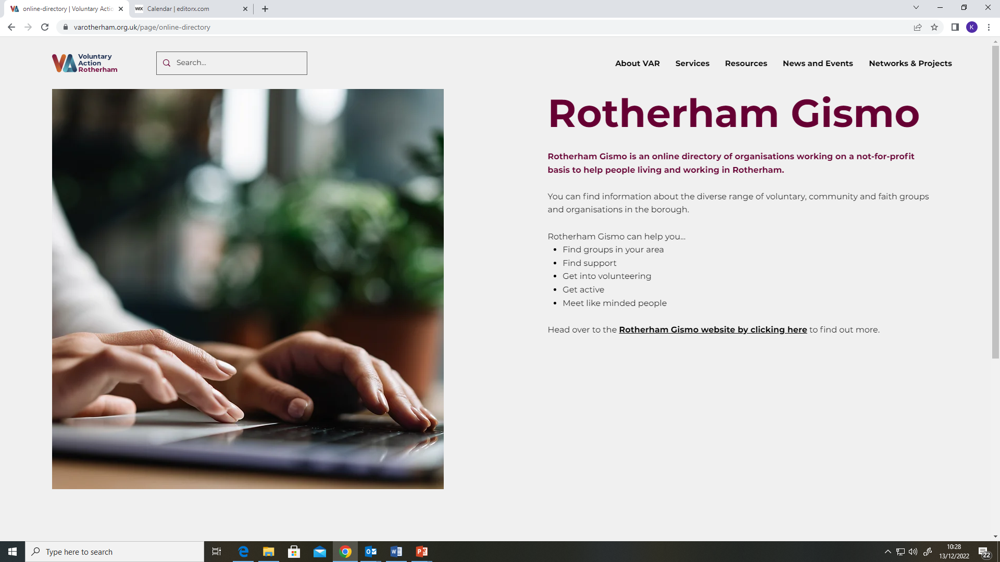 online-directory | Voluntary Actio
WIX Calendar | editorx.com
varotherham.org.uk/page/online-directory
K
VA Voluntary
Action
Rotherham
Search...
About VAR Services Resources News and Events Networks & Projects
Rotherham Gismo
Rotherham Gismo is an online directory of organisations working on a not-for-profit
basis to help people living and working in Rotherham.
You can find information about the diverse range of voluntary, community and faith groups
and organisations in the borough.
Rotherham Gismo can help you...
Find groups in your area
Find support
Get into volunteering
Get active
Meet like minded people
Head over to the Rotherham Gismo website by clicking here to find out more.
Type here to search
10:28
13/12/2022
22